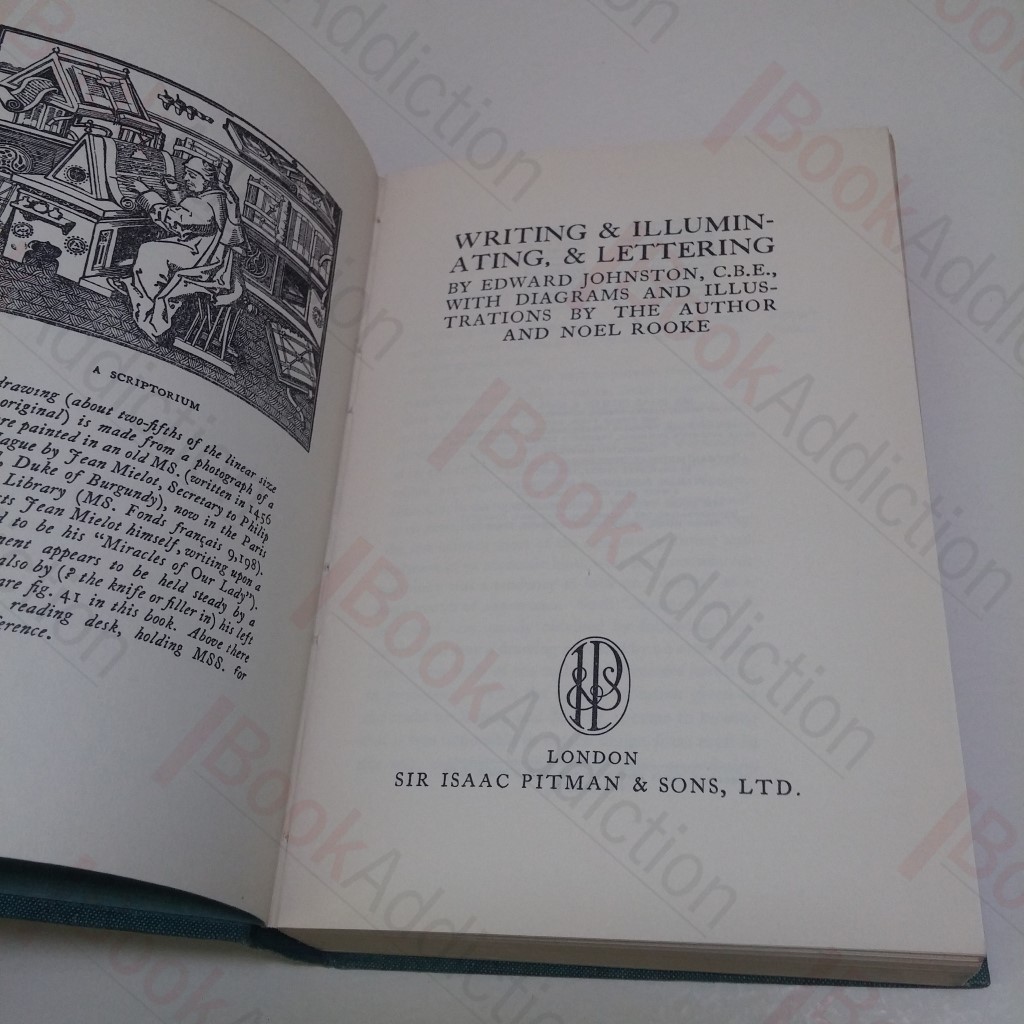 A SCRIPTORIUM
drawing (about two-fifths of the linear size
original) is made from a photograph of a
re painted in an old MS. (written in 1456
lague by Jean Mielot, Secretary to Philip
, Duke of Burgundy), now in the Paris
Library (MS. Fonds français 9,198).
ts Jean Mielot himself, writing upon a
d to be his "Miracles of Our Lady").
ment appears to be held steady by a
also by (? the knife or filler in) his left
are fig. 41 in this book. Above there
reading desk, holding MSS. for
erence.
WRITING & ILLUMIN-
ATING, & LETTERING
BY EDWARD JOHNSTON, C.B.E.,
WITH DIAGRAMS AND ILLUS-
TRATIONS BY THE AUTHOR
AND NOEL ROOKE
LONDON
SIR ISAAC PITMAN & SONS, LTD.
BookAddiction